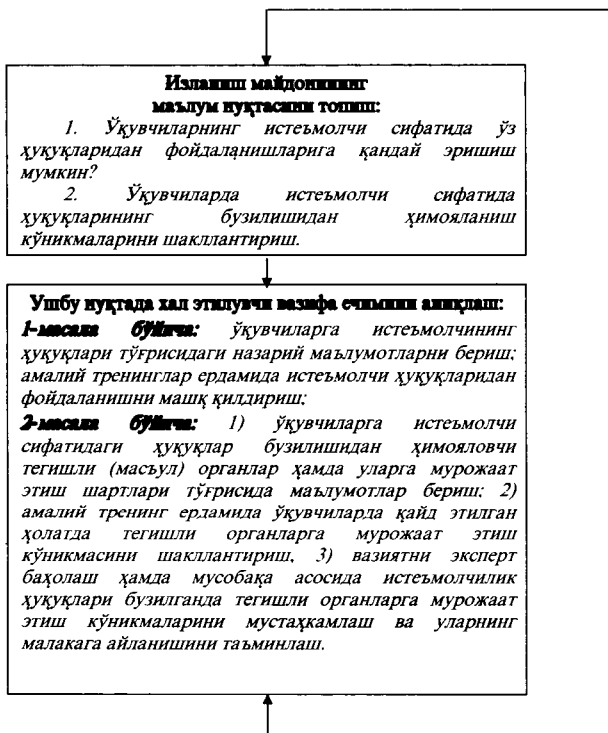 Изланиш майдонининг
маълум нуқтасини топиш:
1. Ўқувчиларнинг истеъмолчи сифатида ўз
ҳуқуқларидан фойдаланишларига қандай эришиш
мумкин?
2. Ўқувчиларда истеъмолчи сифатида
ҳуқуқларининг бузилишидан ҳимояланиш
кўникмаларини шакллантириш.
Ушбу нуқтада хал этилувчи вазифа ечимини аниқлаш:
1-масала бўйича: ўқувчиларга истеъмолчининг
ҳуқуқлари тўғрисидаги назарий маълумотларни бериш;
амалий тренинглар ердамида истеъмолчи ҳуқуқларидан
фойдаланишни машқ қилдириш;
2-масала бўйича: 1) ўқувчиларга истеъмолчи
сифатидаги ҳуқуқлар бузилишидан ҳимояловчи
тегишли (масъул) органлар ҳамда уларга мурожаат
этиш шартлари тўғрисида маълумотлар бериш; 2)
амалий тренинг ердамида ўқувчиларда қайд этилган
ҳолатда тегишли органларга мурожаат этиш
кўникмасини шакллантириш, 3) вазиятни эксперт
баҳолаш ҳамда мусобақа асосида истеъмолчилик
ҳуқуқлари бузилганда тегишли органларга мурожаат
этиш кўникмаларини мустаҳкамлаш ва уларнинг
малакага айланишини таъминлаш.